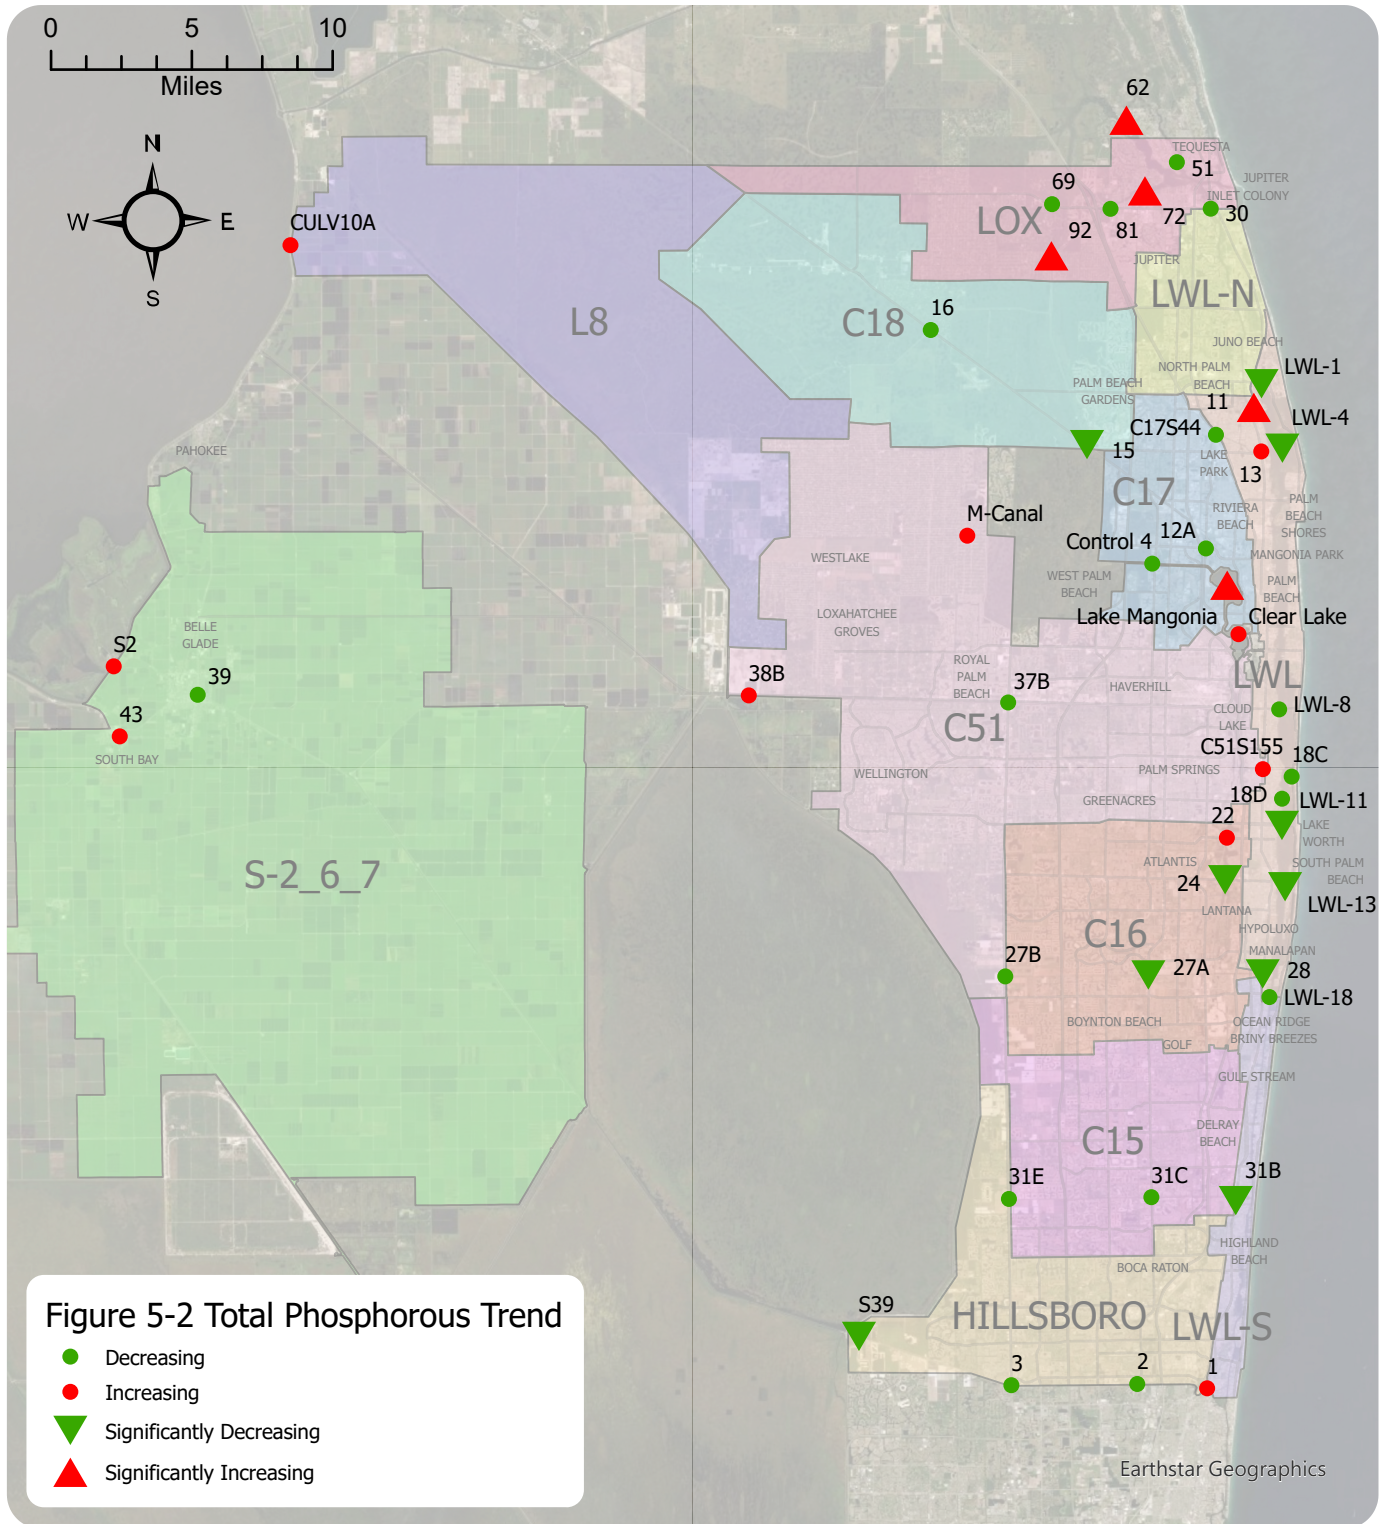 0 5 10
Miles
N
W E
S
62
TEQUESTA
51
JUPITER
INLET COLONY
69
72
30
LOX
92
81
JUPITER
CULV10A
LWL-N
L8
C18
16
JUNO BEACH
NORTH PALM
BEACH
LWL-1
PALM BEACH
GARDENS
11
LWL-4
C17S44
15
LAKE
PARK
13
PAHOKEE
C17
RIVIERA
BEACH
PALM
BEACH
SHORES
M-Canal
Control 4
12A
MANGONIA PARK
WESTLAKE
WEST PALM
BEACH
PALM
BEACH
LOXAHATCHEE
GROVES
Lake Mangonia
Clear Lake
BELLE
GLADE
S2
39
ROYAL
PALM
BEACH
38B
37B
HAVERHILL
LWL
CLOUD
LAKE
LWL-8
43
C51
SOUTH BAY
C51S155
18C
WELLINGTON
PALM SPRINGS
18D
LWL-11
GREENACRES
22
LAKE
WORTH
ATLANTIS
SOUTH PALM
BEACH
S-2_6_7
24
LANTANA
LWL-13
HYPOLUXO
C16
MANALAPAN
27B
27A
28
LWL-18
BOYNTON BEACH
OCEAN RIDGE
BRINY BREEZES
GOLF
GULF STREAM
DELRAY
BEACH
C15
31E
31C
31B
HIGHLAND
BEACH
BOCA RATON
S39
HILLSBORO
LWL-S
3
2
1
Figure 5-2 Total Phosphorous Trend
Decreasing
Increasing
Significantly Decreasing
Significantly Increasing
Earthstar Geographics